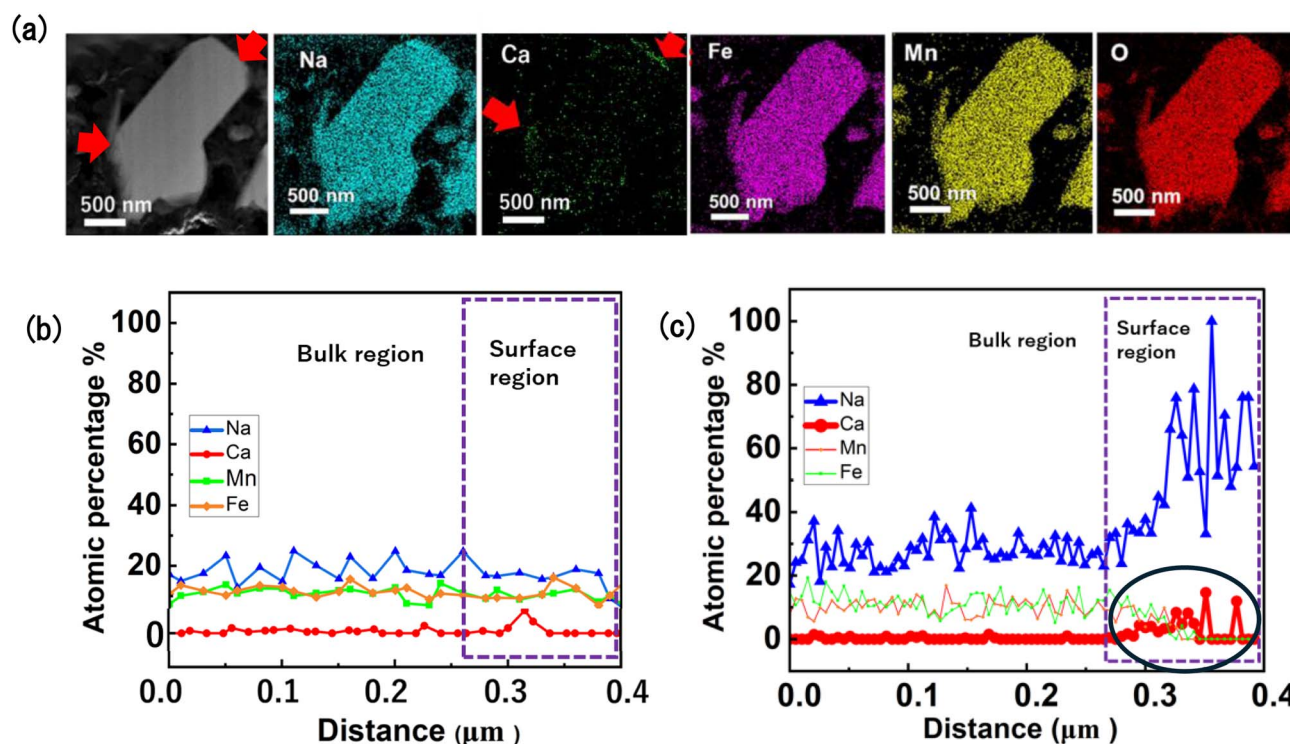 (a)
Na
Ca
Fe
Mn
O
500 nm
500 nm
500 nm
500 nm
500 nm
500 nm
(b)
Atomic percentage %
100
80
60
40
20
0
Bulk region
Surface
region
Na
Ca
Mn
Fe
0.0
0.1
0.2
0.3
0.4
Distance (μm )
(c)
Atomic percentage %
100
80
60
40
20
0
Bulk region
Surface
region
Na
Ca
Mn
Fe
0.0
0.1
0.2
0.3
0.4
Distance (μm )